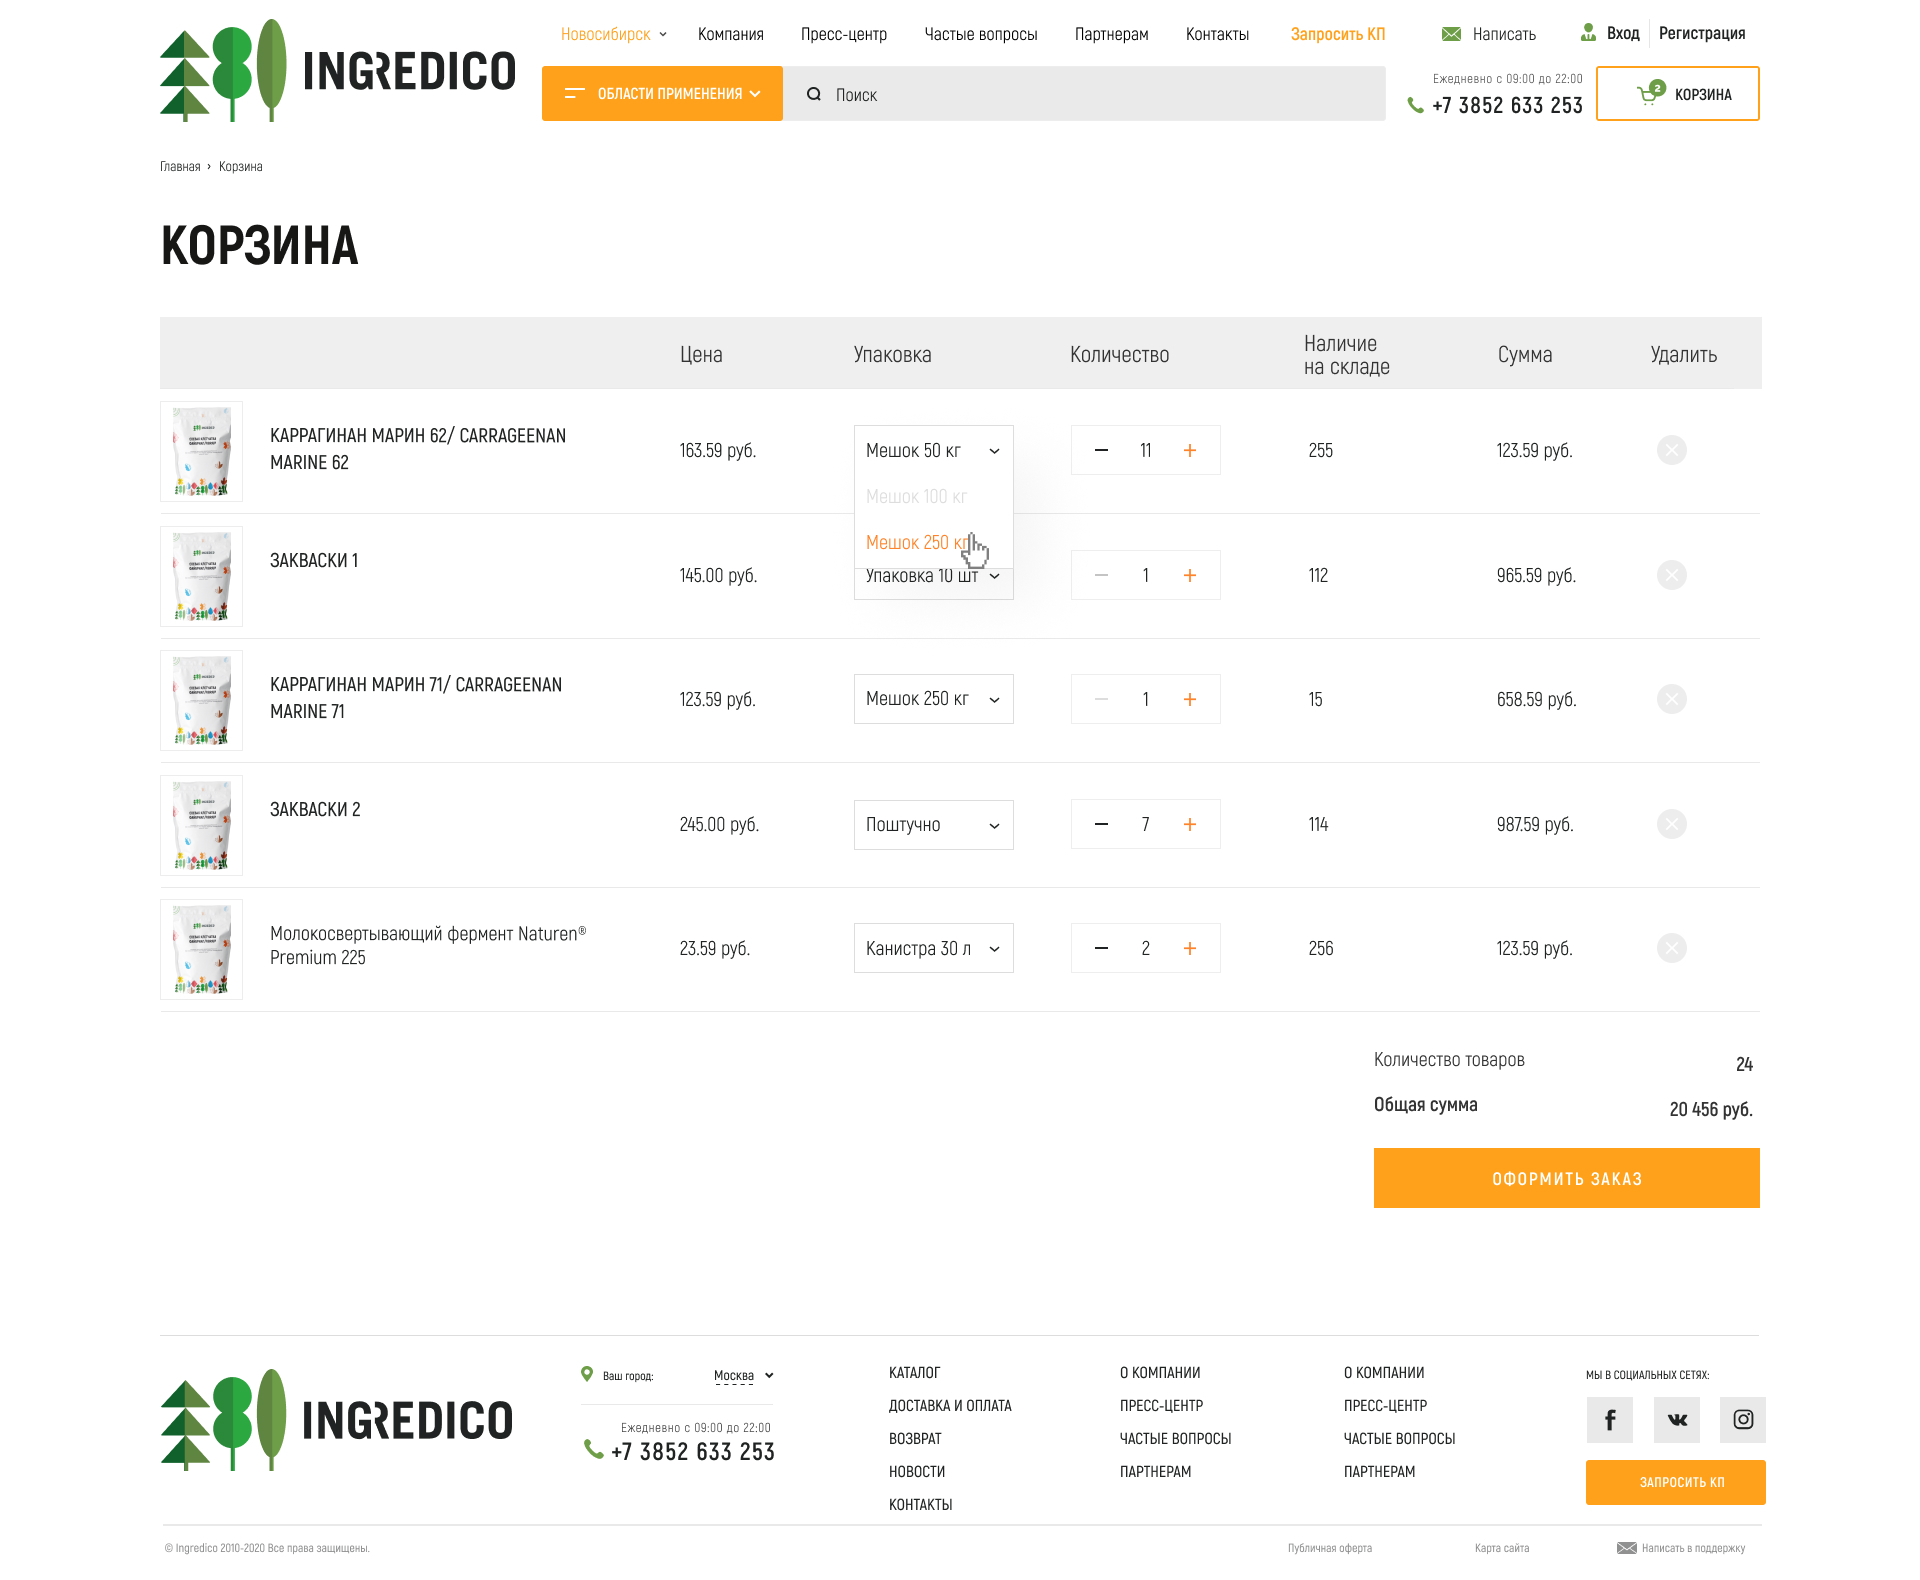 INGREDICO
Новосибирск
Компания
Пресс-центр
Частые вопросы
Партнерам
Контакты
Запросить КП
Написать
Вход
Регистрация
ОБЛАСТИ ПРИМЕНЕНИЯ
Поиск
Ежедневно с 09:00 до 22:00
+7 3852 633 253
2
КОРЗИНА
Главная › Корзина
КОРЗИНА
Цена
Упаковка
Количество
Наличие
на складе
Сумма
Удалить
КАРРАГИНАН МАРИН 62/ CARRAGEENAN
MARINE 62
163.59 руб.
Мешок 50 кг
Мешок 100 кг
Мешок 250 кг
11
255
123.59 руб.
ЗАКВАСКИ 1
145.00 руб.
Упаковка 10 шт
1
112
965.59 руб.
КАРРАГИНАН МАРИН 71/ CARRAGEENAN
MARINE 71
123.59 руб.
Мешок 250 кг
1
15
658.59 руб.
ЗАКВАСКИ 2
245.00 руб.
Поштучно
7
114
987.59 руб.
Молокосвертывающий фермент Naturen®
Premium 225
23.59 руб.
Канистра 30 л
2
256
123.59 руб.
Количество товаров
24
Общая сумма
20 456 руб.
ОФОРМИТЬ ЗАКАЗ
INGREDICO
Ваш город:
Москва
Ежедневно с 09:00 до 22:00
+7 3852 633 253
КАТАЛОГ
ДОСТАВКА И ОПЛАТА
ВОЗВРАТ
НОВОСТИ
КОНТАКТЫ
О КОМПАНИИ
ПРЕСС-ЦЕНТР
ЧАСТЫЕ ВОПРОСЫ
ПАРТНЕРАМ
О КОМПАНИИ
ПРЕСС-ЦЕНТР
ЧАСТЫЕ ВОПРОСЫ
ПАРТНЕРАМ
МЫ В СОЦИАЛЬНЫХ СЕТЯХ:
ЗАПРОСИТЬ КП
© Ingredico 2010-2020 Все права защищены.
Публичная оферта
Карта сайта
Написать в поддержку